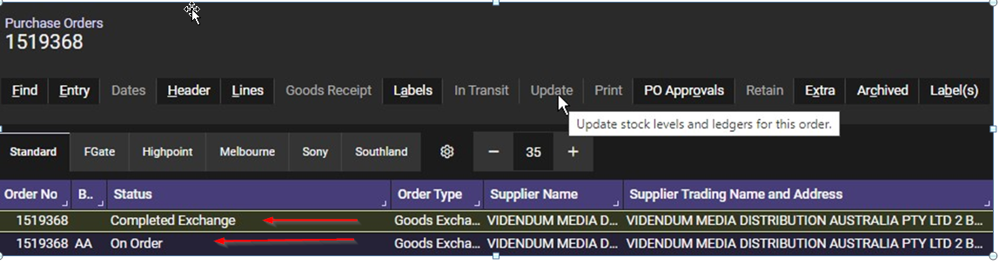 Purchase Orders
1519368
Find Entry Dates Header Lines Goods Receipt Labels In Transit Update Print PO Approvals Retain Extra Archived Label(s)
Update stock levels and ledgers for this order.
Standard FGate Highpoint Melbourne Sony Southland − 35 +
Order No B.. Status Order Type Supplier Name Supplier Trading Name and Address
1519368 Completed Exchange Goods Excha... VIDENDUM MEDIA D... VIDENDUM MEDIA DISTRIBUTION AUSTRALIA PTY LTD 2 B...
1519368 AA On Order Goods Excha... VIDENDUM MEDIA D... VIDENDUM MEDIA DISTRIBUTION AUSTRALIA PTY LTD 2 B...